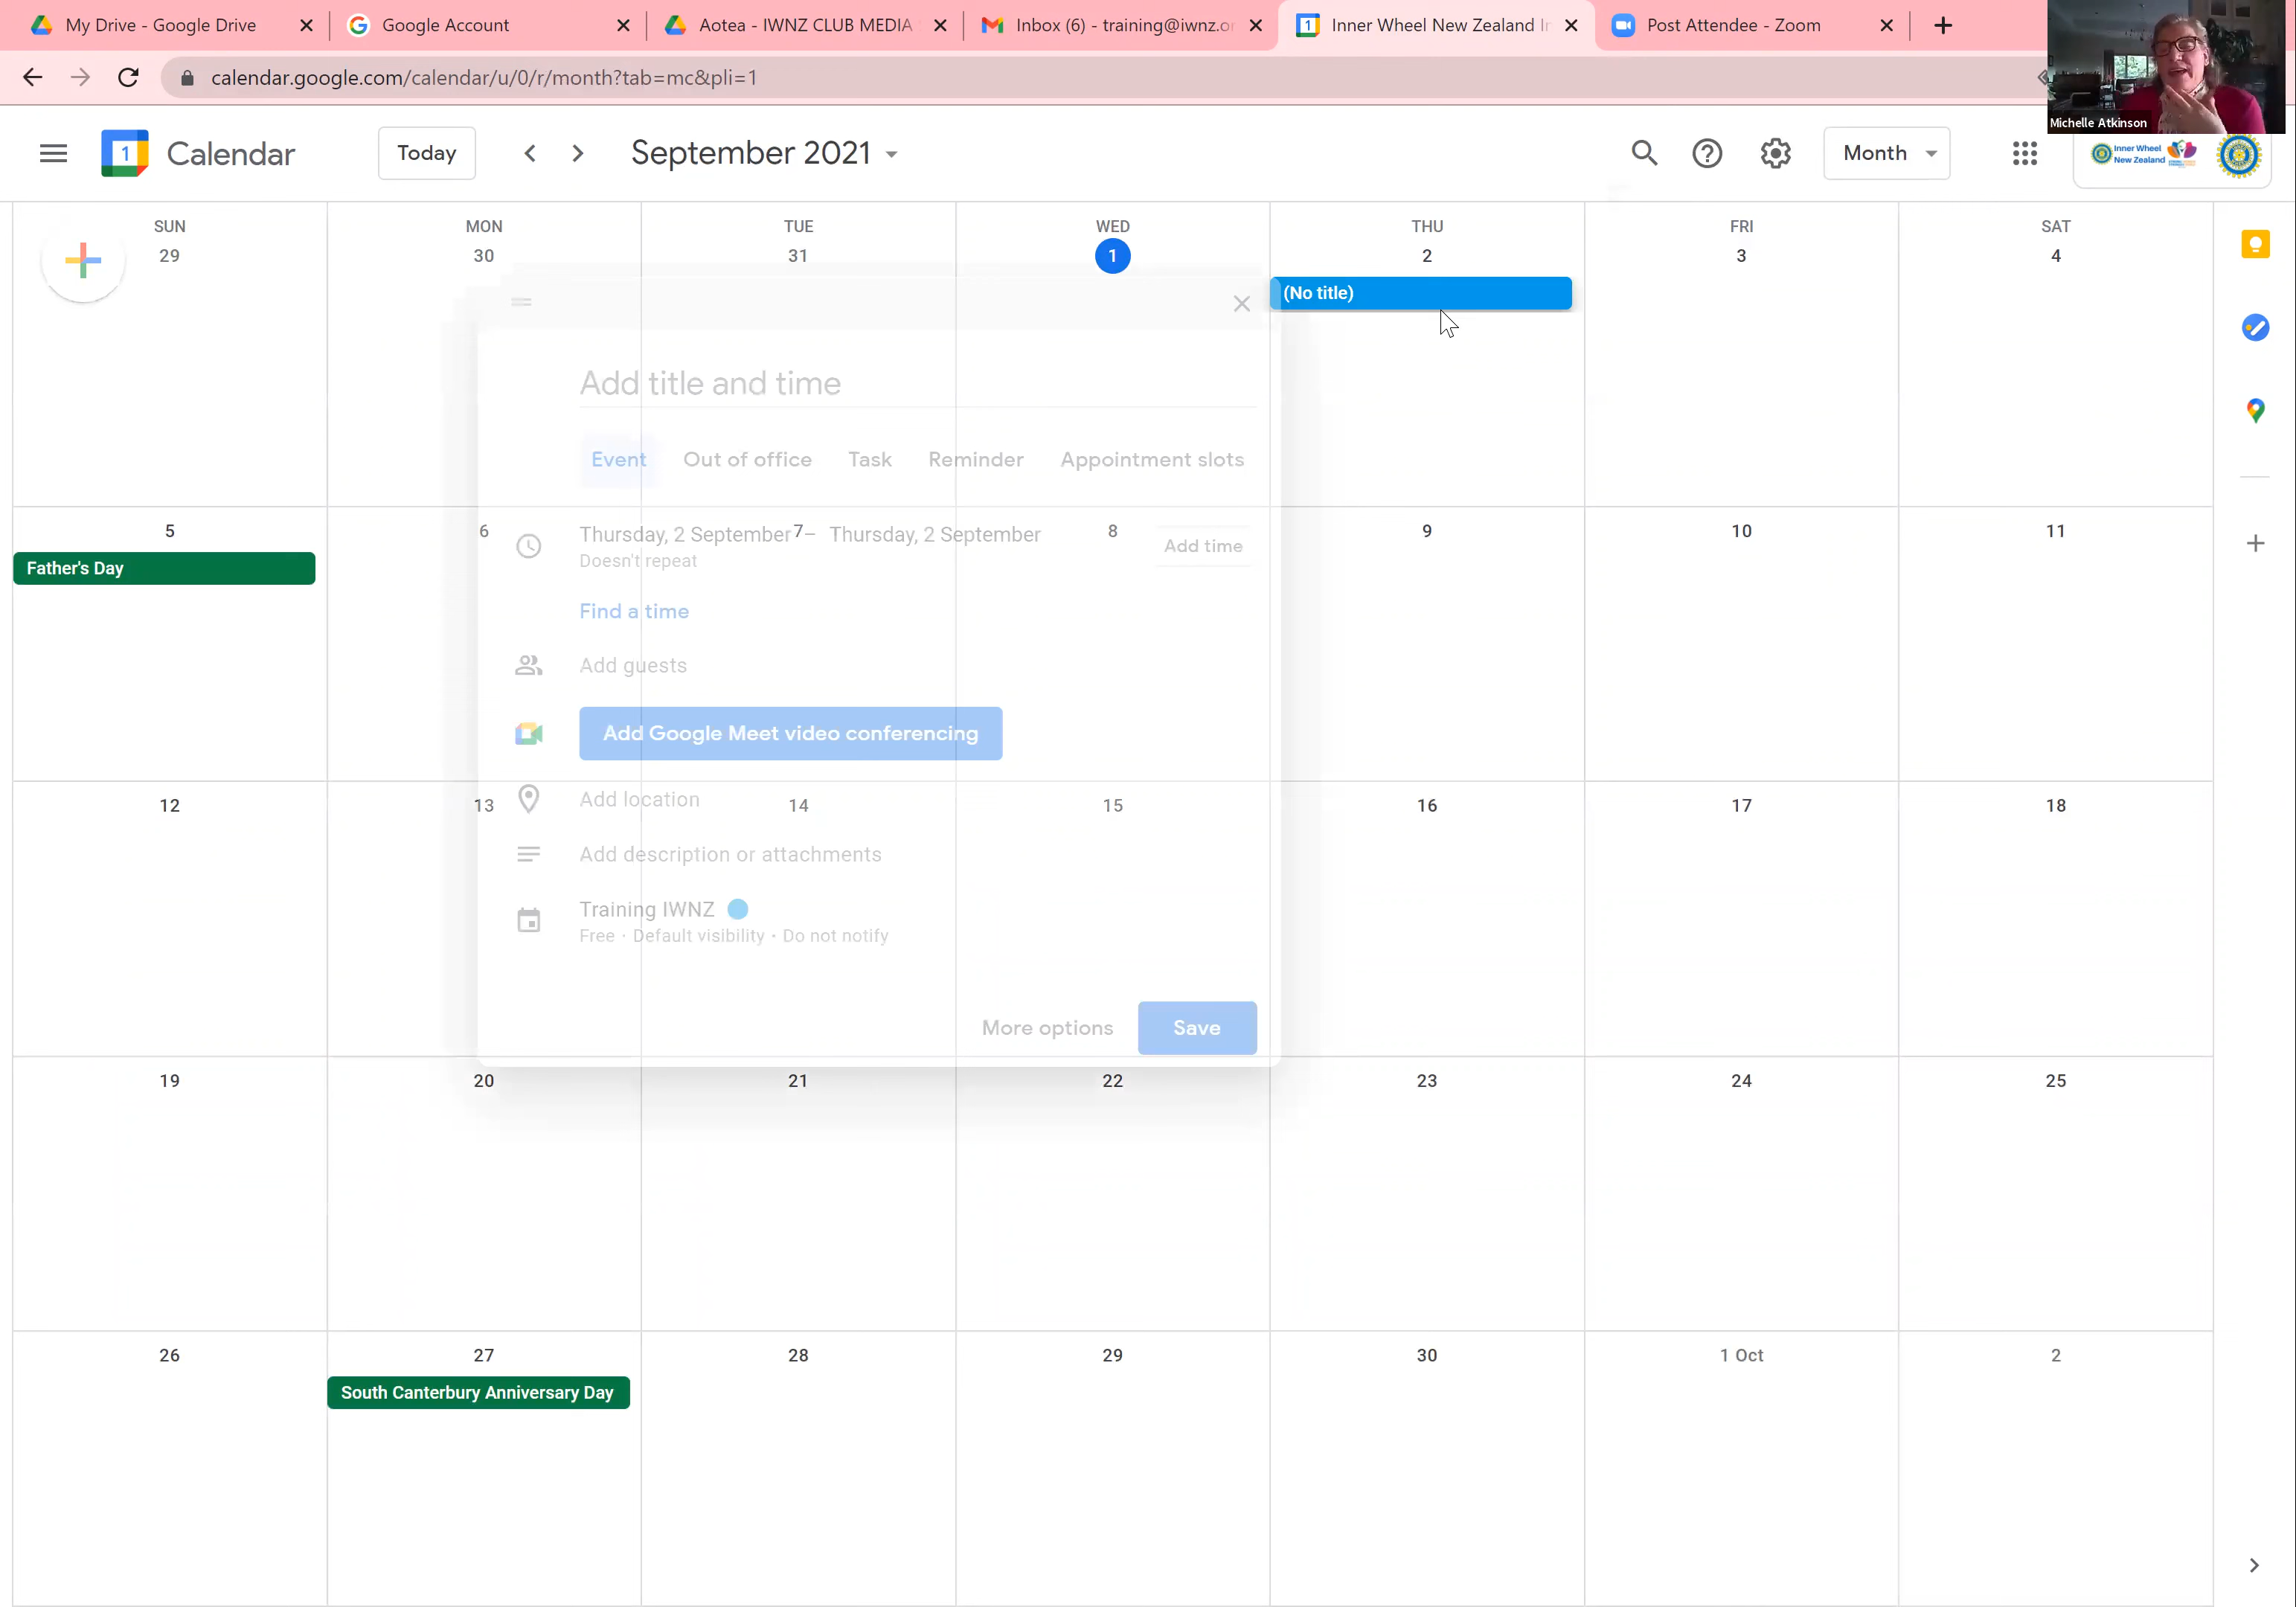 My Drive - Google Drive
Google Account
Aotea - IWNZ CLUB MEDIA
Inbox (6) - training@iwnz.or
Inner Wheel New Zealand In
Post Attendee - Zoom
calendar.google.com/calendar/u/0/r/month?tab=mc&pli=1
Michelle Atkinson
1
Calendar
Today
September 2021
Month
Inner Wheel
New Zealand
SUN
MON
TUE
WED
THU
FRI
SAT
29
30
31
1
2
3
4
(No title)
Add title and time
Event
Out of office
Task
Reminder
Appointment slots
5
6
7
8
9
10
11
Thursday, 2 September – Thursday, 2 September
Add time
Doesn't repeat
Father's Day
Find a time
Add guests
Add Google Meet video conferencing
12
13
14
15
16
17
18
Add location
Add description or attachments
Training IWNZ
Free · Default visibility · Do not notify
More options
Save
19
20
21
22
23
24
25
26
27
28
29
30
1 Oct
2
South Canterbury Anniversary Day